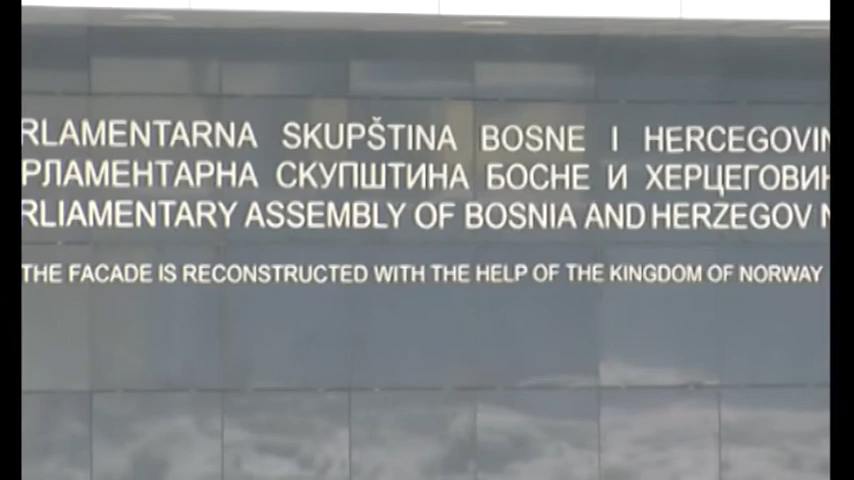 RLAMENTARNA SKUPŠTINA BOSNE I HERCEGOVIN
РЛАМЕНТАРНА СКУПШТИНА БОСНЕ И ХЕРЦЕГОВИН
RLIAMENTARY ASSEMBLY OF BOSNIA AND HERZEGOV N
THE FACADE IS RECONSTRUCTED WITH THE HELP OF THE KINGDOM OF NORWAY